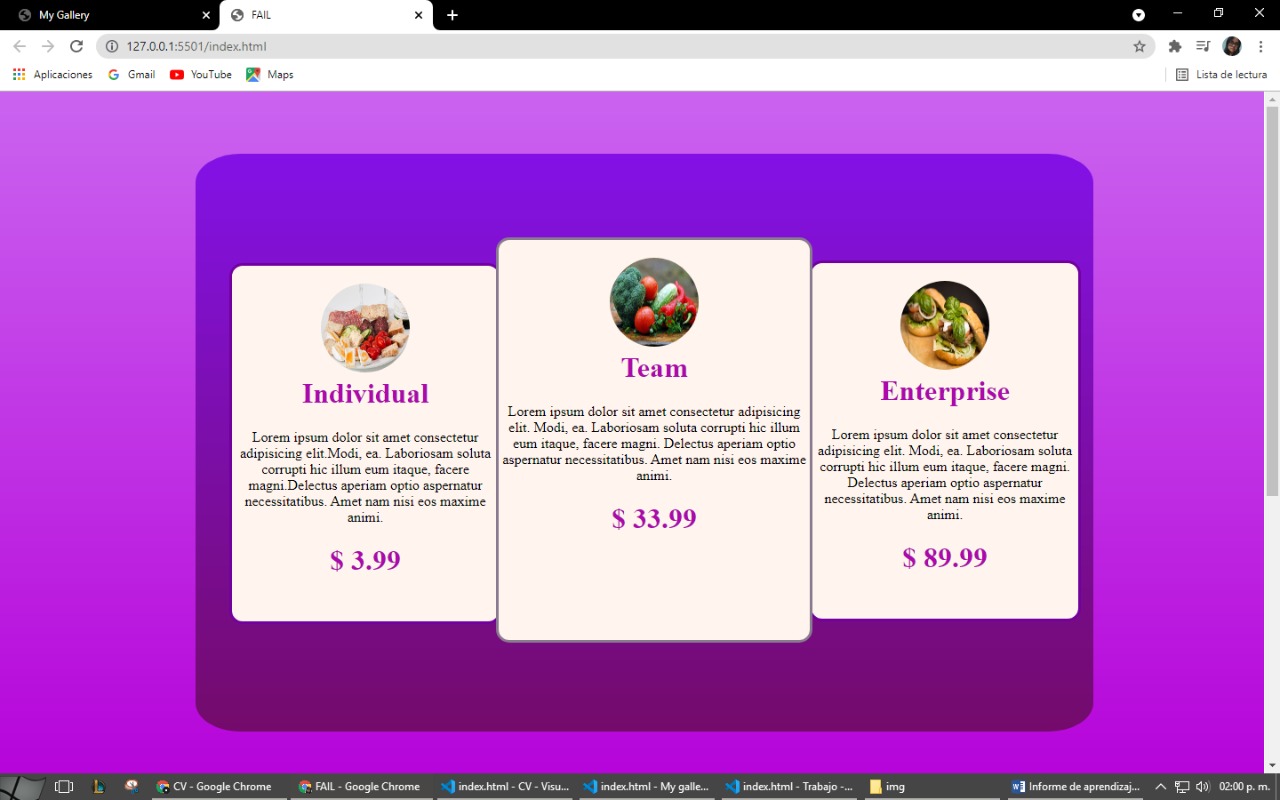 My Gallery
FAIL
127.0.0.1:5501/index.html
Aplicaciones
Gmail
YouTube
Maps
Lista de lectura
Individual
Lorem ipsum dolor sit amet consectetur
adipisicing elit.Modi, ea. Laboriosam soluta
corrupti hic illum eum itaque, facere
magni.Delectus aperiam optio aspernatur
necessitatibus. Amet nam nisi eos maxime
animi.
$ 3.99
Team
Lorem ipsum dolor sit amet consectetur adipisicing
elit. Modi, ea. Laboriosam soluta corrupti hic illum
eum itaque, facere magni. Delectus aperiam optio
aspernatur necessitatibus. Amet nam nisi eos maxime
animi.
$ 33.99
Enterprise
Lorem ipsum dolor sit amet consectetur
adipisicing elit. Modi, ea. Laboriosam soluta
corrupti hic illum eum itaque, facere magni.
Delectus aperiam optio aspernatur
necessitatibus. Amet nam nisi eos maxime
animi.
$ 89.99
CV - Google Chrome
FAIL - Google Chrome
index.html - CV - Visu...
index.html - My galle...
index.html - Trabajo -...
img
Informe de aprendizaj...
02:00 p. m.